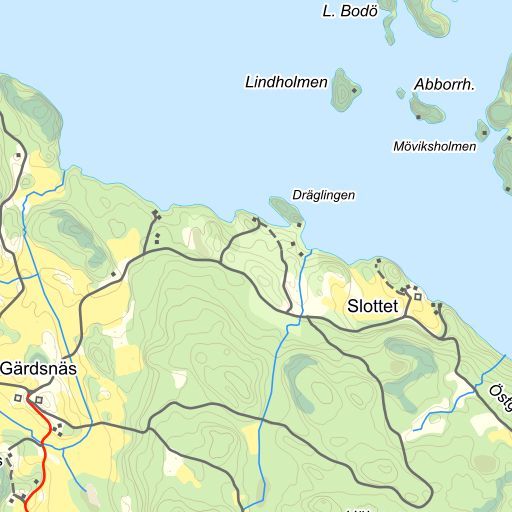 L. Bodö
Lindholmen
Abborrh.
Möviksholmen
Dräglingen
Slottet
Gärdsnäs